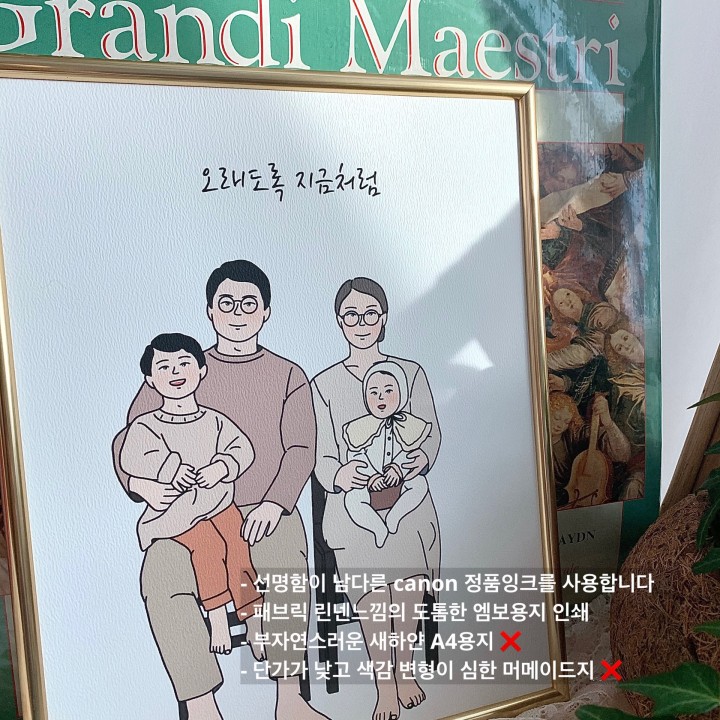 Grandi Maestri
오래도록 지금처럼
AYDN
- 선명함이 남다른 canon 정품잉크를 사용합니다
- 패브릭 린넨느낌의 도톰한 엠보용지 인쇄
- 부자연스러운 새하얀 A4용지 ❌
- 단가가 낮고 색감 변형이 심한 머메이드지 ❌